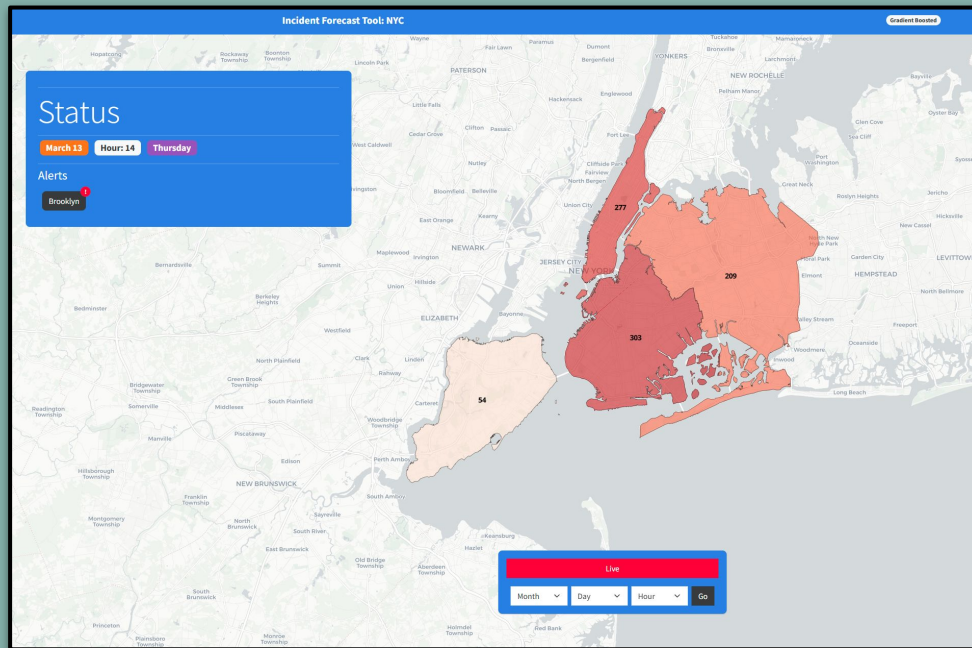 Incident Forecast Tool: NYC
Gradient Boosted
Status
March 13
Hour: 14
Thursday
Alerts
Brooklyn
!
277
209
303
54
Live
Month
Day
Hour
Go
Wayne
Fair Lawn
Paramus
Dumont
Bergenfield
Tuckahoe
Bronxville
Mamaroneck
Larchmont
YONKERS
NEW ROCHELLE
Pelham Manor
Hopatcong
Rockaway
Township
Boonton
Township
Lincoln Park
PATERSON
Hackensack
Englewood
Bayville
Oyster Bay
Glen Cove
Sea Cliff
Little Falls
Cedar Grove
Clifton
Passaic
Fort Lee
West Caldwell
Nutley
Cliffside Park
Fairview
North Bergen
Port
Washington
Great Neck
Roslyn Heights
Jericho
Livingston
Bloomfield
Belleville
Union City
Hicksville
East Orange
Kearny
New Cassel
NEWARK
Maplewood
Irvington
JERSEY CITY
NEW YORK
North New
Hyde Park
Floral Park
Garden City
LEVITTOW
Bernardsville
Summit
Union
Hillside
Elmont
HEMPSTEAD
North Bellmore
Bedminster
Berkeley
Heights
ELIZABETH
Bayonne
Valley Stream
Freeport
Westfield
Oceanside
Woodmere
Inwood
North Plainfield
Clark
Linden
Rahway
Long Beach
Bridgewater
Township
Green Brook
Township
South Plainfield
Carteret
Readington
Township
Somerville
Middlesex
Woodbridge
Township
Manville
Piscataway
Edison
Perth Amboy
Hillsborough
Township
NEW BRUNSWICK
South Amboy
Franklin
Township
Sayreville
Montgomery
Township
North
Brunswick
South River
Keansburg
Hazlet
East Brunswick
Old Bridge
Township
Aberdeen
Township
South
Brunswick
Princeton
Plainsboro
Township
Monroe
Township
Holmdel
Township
Red Bank